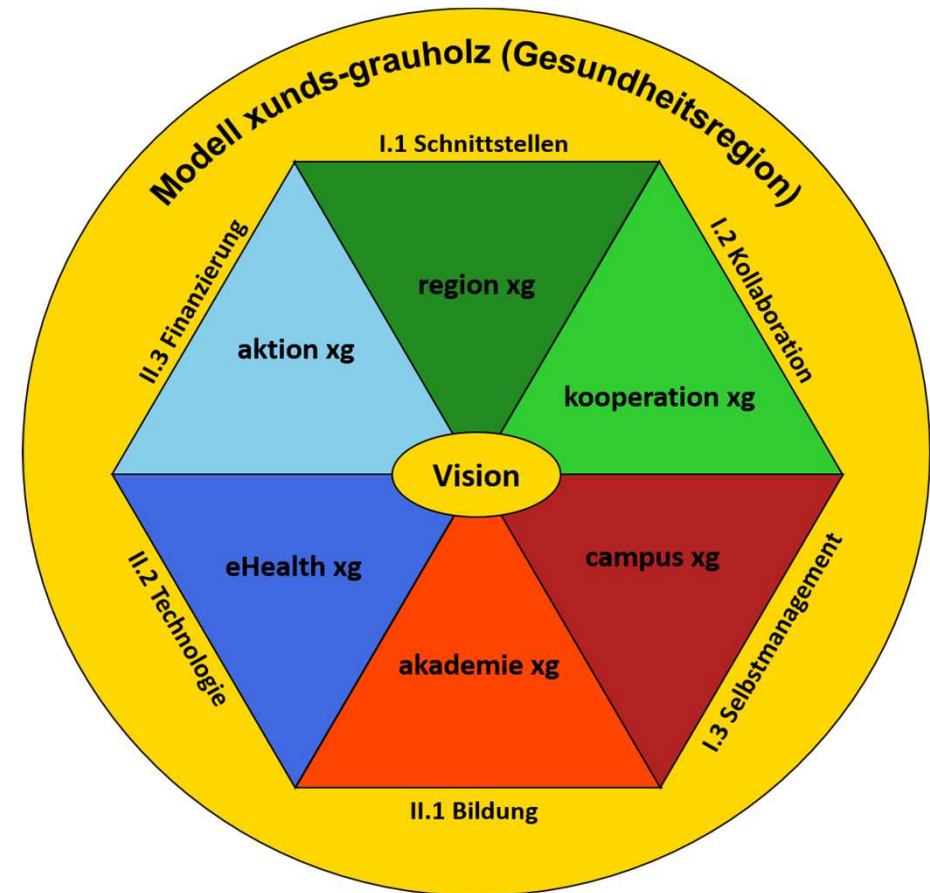 Modell xunds-grauholz (Gesundheitsregion)
I.1 Schnittstellen
region xg
I.2 Kollaboration
kooperation xg
I.3 Selbstmanagement
campus xg
II.1 Bildung
akademie xg
II.2 Technologie
eHealth xg
II.3 Finanzierung
aktion xg
Vision